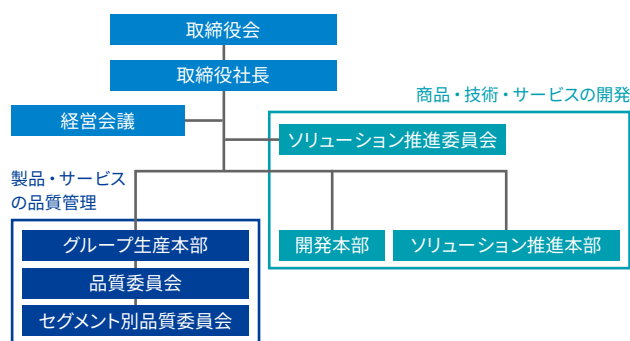 取締役会
取締役社長
商品・技術・サービスの開発
経営会議
ソリューション推進委員会
製品・サービス
の品質管理
グループ生産本部
開発本部
ソリューション推進本部
品質委員会
セグメント別品質委員会